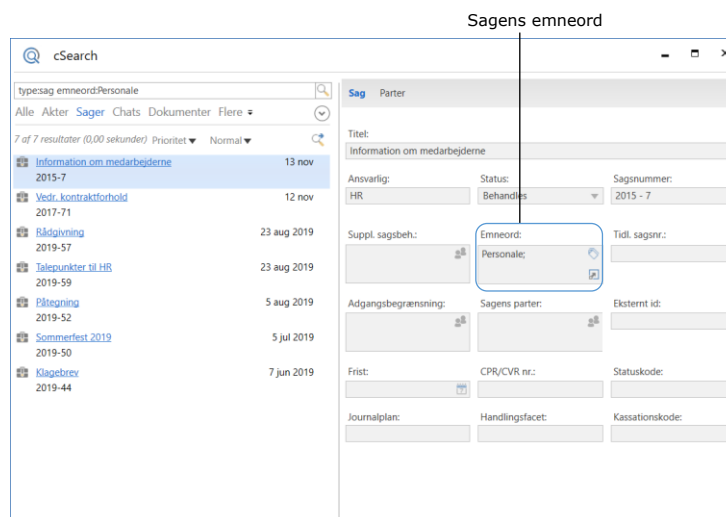 Sagens emneord
cSearch
type:sag emneord:Personale
Alle Akter Sager Chats Dokumenter Flere
7 af 7 resultater (0,00 sekunder) Prioritet Normal
Information om medarbejderne 13 nov
2015-7
Vedr. kontraktforhold 12 nov
2017-71
Rådgivning 23 aug 2019
2019-57
Talepunkter til HR 23 aug 2019
2019-59
Påtegning 5 aug 2019
2019-52
Sommerfest 2019 5 jul 2019
2019-50
Klagebrev 7 jun 2019
2019-44
Sag Parter
Titel:
Information om medarbejderne
Ansvarlig: Status: Sagsnummer:
HR Behandles 2015 - 7
Suppl. sagsbeh.: Emneord: Tidl. sagsnr.:
Personale;
Adgangsbegrænsning: Sagens parter: Eksternt id:
Frist: CPR/CVR nr.: Statuskode:
Journalplan: Handlingsfacet: Kassationskode: